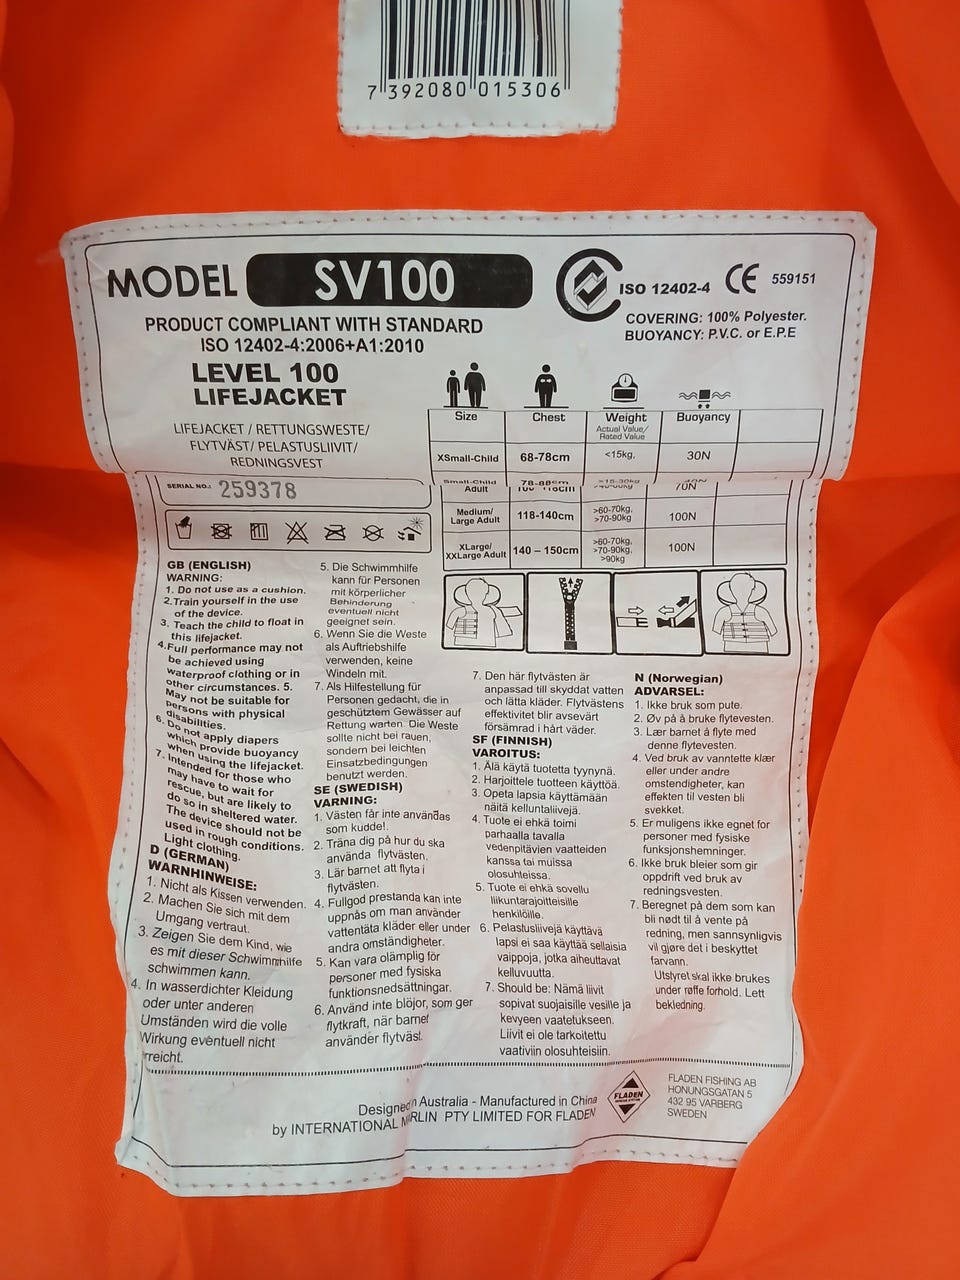 7 392080 015306
MODEL SV100
ISO 12402-4 CE 559151
COVERING: 100% Polyester.
BUOYANCY: P.V.C. or E.P.E
PRODUCT COMPLIANT WITH STANDARD
ISO 12402-4:2006+A1:2010
LEVEL 100
LIFEJACKET
LIFEJACKET / RETTUNGSWESTE/
FLYTVÄST/ PELASTUSLIIVIT/
REDNINGSVEST
Size Chest Weight Buoyancy
Actual Value/
Rated Value
XSmall-Child 68-78cm <15kg, 30N
Small-Child 78-88cm >15-30kg
Adult 70N
Medium/
Large Adult 118-140cm >60-70kg, >70-90kg 100N
XLarge/
XXLarge Adult 140 – 150cm >60-70kg, >70-90kg, >90kg 100N
SERIAL NO.: 259378
GB (ENGLISH)
WARNING:
1. Do not use as a cushion.
2.Train yourself in the use
of the device.
3. Teach the child to float in
this lifejacket.
4.Full performance may not
be achieved using
waterproof clothing or in
other circumstances. 5.
May not be suitable for
persons with physical
disabilities.
6. Do not apply diapers
which provide buoyancy
when using the lifejacket.
7. Intended for those who
may have to wait for
rescue, but are likely to
do so in sheltered water.
The device should not be
used in rough conditions.
Light clothing.
D (GERMAN)
WARNHINWEISE:
1. Nicht als Kissen verwenden.
2. Machen Sie sich mit dem
Umgang vertraut.
3. Zeigen Sie dem Kind, wie
es mit dieser Schwimmhilfe
schwimmen kann.
4. In wasserdichter Kleidung
oder unter anderen
Umständen wird die volle
Wirkung eventuell nicht
erreicht.
5. Die Schwimmhilfe
kann für Personen
mit körperlicher
Behinderung
eventuell nicht
geeignet sein.
6. Wenn Sie die Weste
als Auftriebshilfe
verwenden, keine
Windeln mit.
7. Als Hilfestellung für
Personen gedacht, die in
geschütztem Gewässer auf
Rettung warten. Die Weste
sollte nicht bei rauen,
sondern bei leichten
Einsatzbedingungen
benutzt werden.
SE (SWEDISH)
VARNING:
1. Västen får inte användas
som kudde!.
2. Träna dig på hur du ska
använda flytvästen.
3. Lär barnet att flyta i
flytvästen.
4. Fullgod prestanda kan inte
uppnås om man använder
vattentäta kläder eller under
andra omständigheter.
5. Kan vara olämplig för
personer med fysiska
funktionsnedsättningar.
6. Använd inte blöjor, som ger
flytkraft, när barnet
använder flytväst.
7. Den här flytvästen är
anpassad till skyddat vatten
och lätta kläder. Flytvästens
effektivitet blir avsevärt
försämrad i hårt väder.
SF (FINNISH)
VAROITUS:
1. Älä käytä tuotetta tyynynä.
2. Harjoittele tuotteen käyttöä.
3. Opeta lapsia käyttämään
näitä kelluntaliivejä.
4. Tuote ei ehkä toimi
parhaalla tavalla
vedenpitävien vaatteiden
kanssa tai muissa
olosuhteissa.
5. Tuote ei ehkä sovellu
liikuntarajoitteisille
henkilöille.
6. Pelastusliivejä käyttävä
lapsi ei saa käyttää sellaisia
vaippoja, jotka aiheuttavat
kelluvuutta.
7. Should be: Nämä liivit
sopivat suojaisille vesille ja
kevyeen vaatetukseen.
Liivit ei ole tarkoitettu
vaativiin olosuhteisiin.
N (Norwegian)
ADVARSEL:
1. Ikke bruk som pute.
2. Øv på å bruke flytevesten.
3. Lær barnet å flyte med
denne flytevesten.
4. Ved bruk av vanntette klær
eller under andre
omstendigheter, kan
effekten til vesten bli
svekket.
5. Er muligens ikke egnet for
personer med fysiske
funksjonshemninger.
6. Ikke bruk bleier som gir
oppdrift ved bruk av
redningsvesten.
7. Beregnet på dem som kan
bli nødt til å vente på
redning, men sannsynligvis
vil gjøre det i beskyttet
farvann.
Utstyret skal ikke brukes
under røffe forhold. Lett
bekledning.
Designed in Australia - Manufactured in China
by INTERNATIONAL MARLIN PTY LIMITED FOR FLADEN
FLADEN
FLADEN FISHING AB
HONUNGSGATAN 5
432 95 VARBERG
SWEDEN